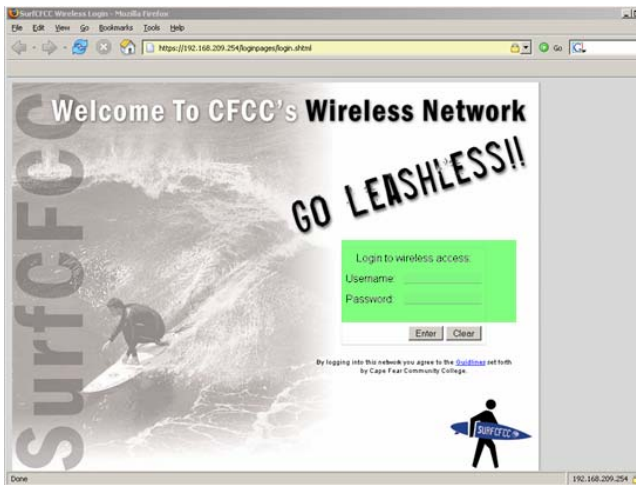 SurfCFCC Wireless Login - Mozilla Firefox
File Edit View Go Bookmarks Tools Help
https://192.168.209.254/loginpages/login.shtml
Go
Welcome To CFCC's Wireless Network
GO LEASHLESS!!
SurfCFCC
Login to wireless access:
Username:
Password:
Enter Clear
By logging into this network you agree to the Guidlines set forth
by Cape Fear Community College.
SURFCFCC
Done
192.168.209.254